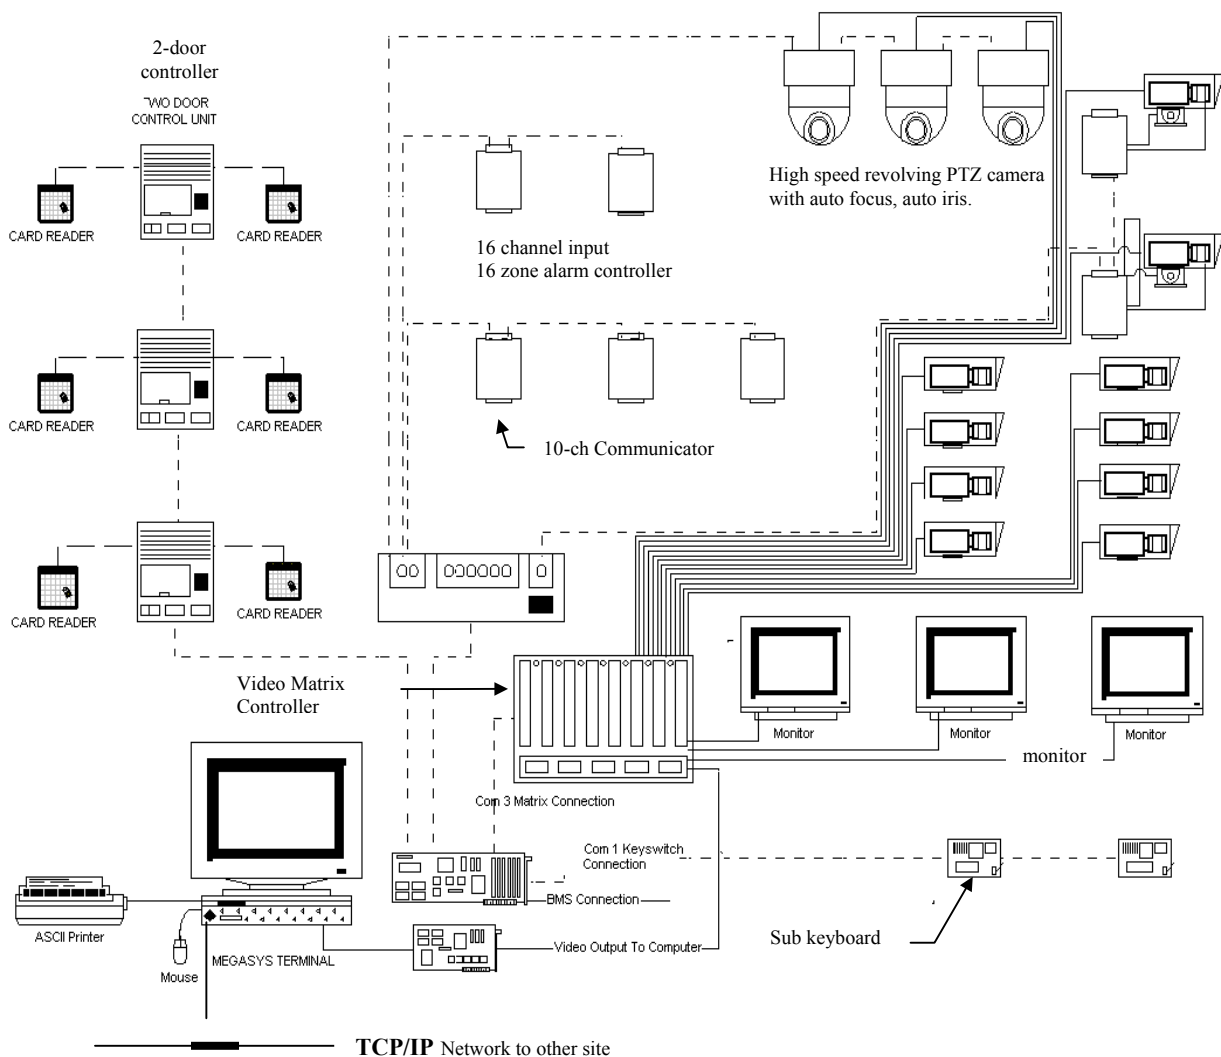 2-door
controller
TWO DOOR
CONTROL UNIT
CARD READER
CARD READER
High speed revolving PTZ camera
with auto focus, auto iris.
16 channel input
16 zone alarm controller
CARD READER
CARD READER
10-ch Communicator
CARD READER
CARD READER
Video Matrix
Controller
Monitor
Monitor
Monitor
monitor
Com 3 Matrix Connection
Com 1 Keyswitch
Connection
BMS Connection
Video Output To Computer
Sub keyboard
ASCII Printer
Mouse
MEGASYS TERMINAL
TCP/IP Network to other site